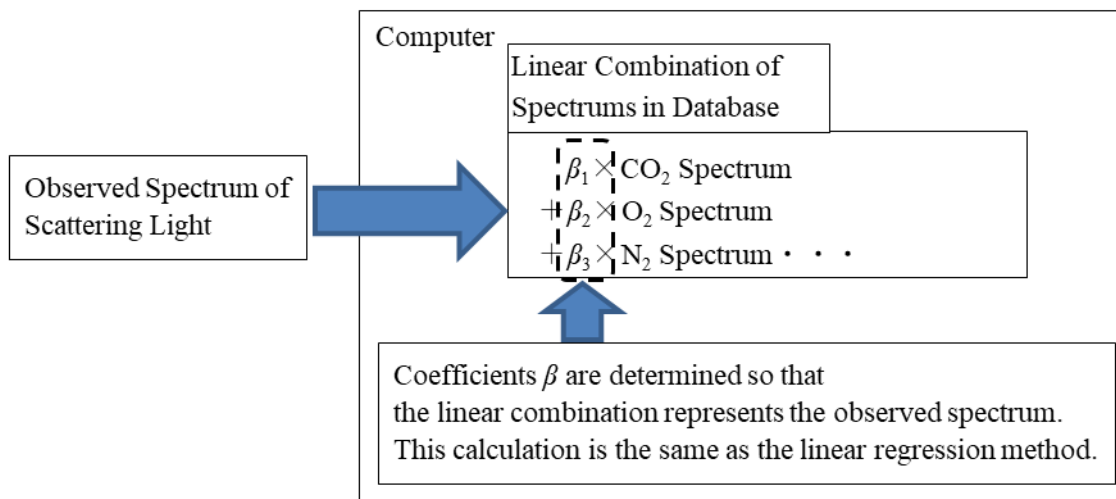 Computer
Linear Combination of
Spectrums in Database
β₁ × CO₂ Spectrum
+ β₂ × O₂ Spectrum
+ β₃ × N₂ Spectrum ・ ・ ・
Observed Spectrum of
Scattering Light
Coefficients β are determined so that
the linear combination represents the observed spectrum.
This calculation is the same as the linear regression method.